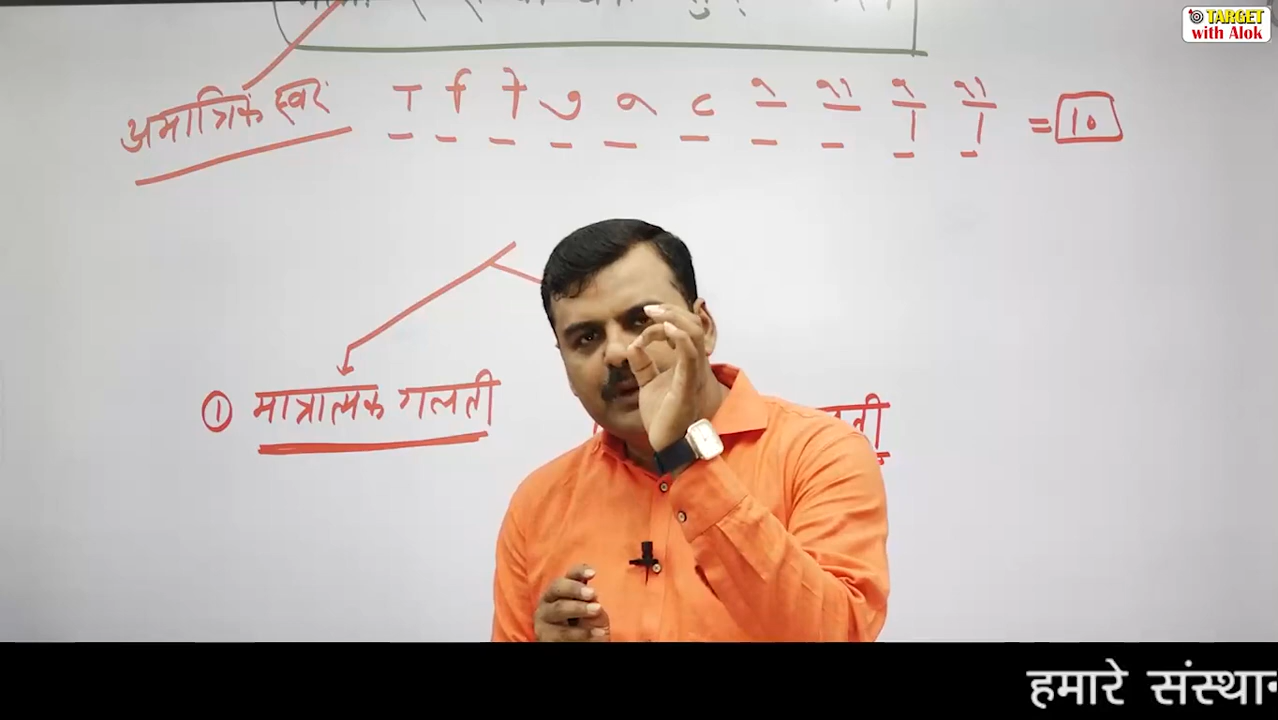 TARGET
with Alok
अमात्रिक स्वर ा ि ी ु ू ृ े ै ो ौ = 10
① मात्रात्मक गलती
हमारे संस्थान